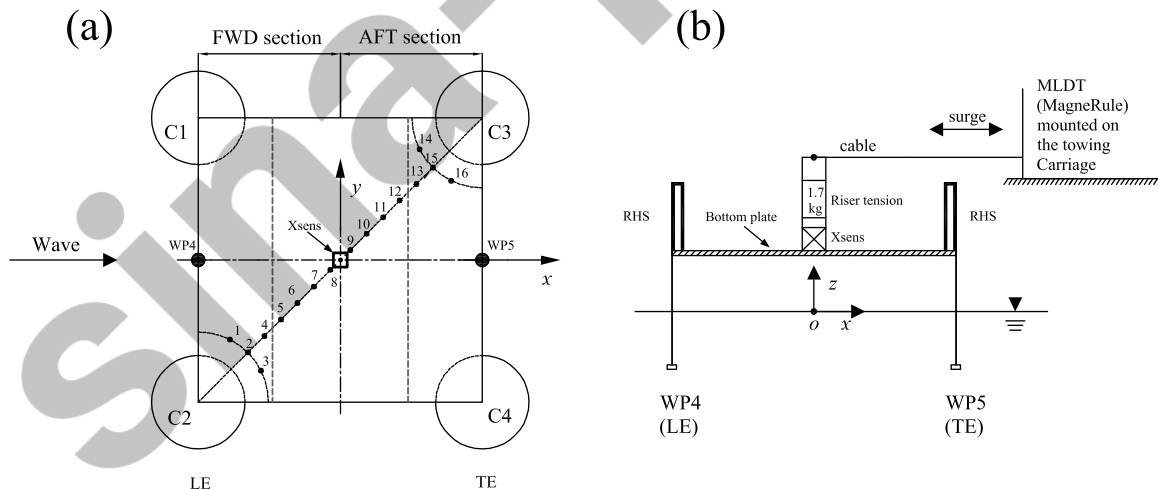 (a)
FWD section
AFT section
C1
C3
14
15
16
13
12
y
11
10
Xsens
9
Wave
WP4
WP5
x
7
8
6
5
4
1
2
3
C2
C4
LE
TE
(b)
MLDT
(MagneRule)
mounted on
the towing
Carriage
surge
cable
1.7
kg
Riser tension
RHS
Bottom plate
Xsens
RHS
z
o
x
WP4
(LE)
WP5
(TE)